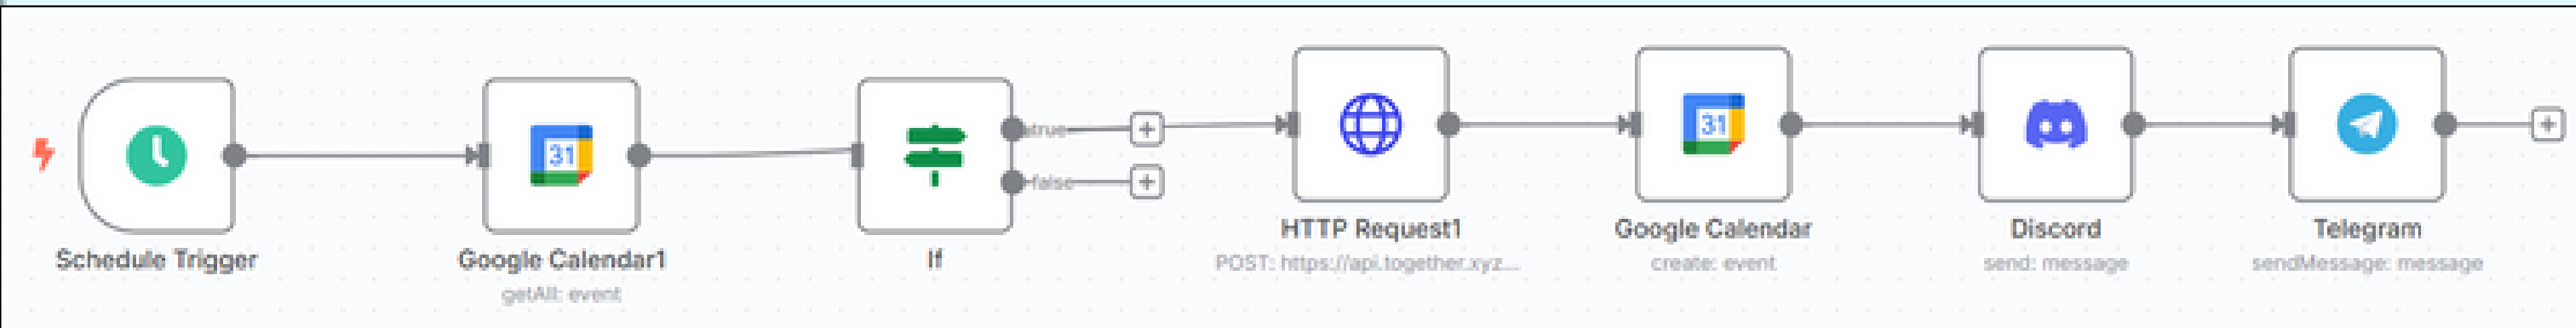 Schedule Trigger
31
Google Calendar1
getAll: event
If
true
false
HTTP Request1
POST: https://api.together.xyz...
31
Google Calendar
create: event
Discord
send: message
Telegram
sendMessage: message